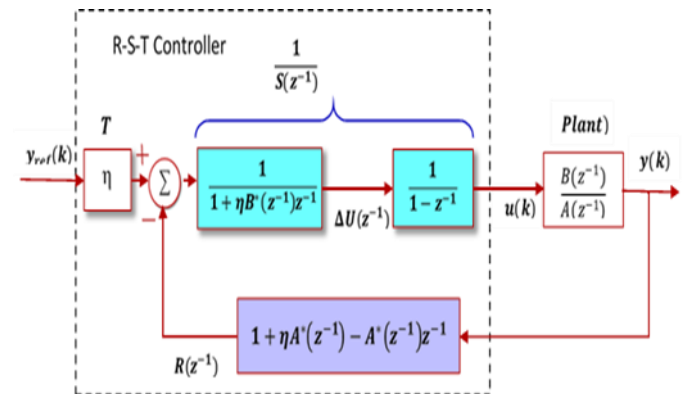 R-S-T Controller
1
S(z⁻¹)
T
Plant)
y_ref(k)
+
η
Σ
−
1
1 + ηB*(z⁻¹)z⁻¹
ΔU(z⁻¹)
1
1 − z⁻¹
u(k)
B(z⁻¹)
A(z⁻¹)
y(k)
1 + ηA*(z⁻¹) − A*(z⁻¹)z⁻¹
R(z⁻¹)